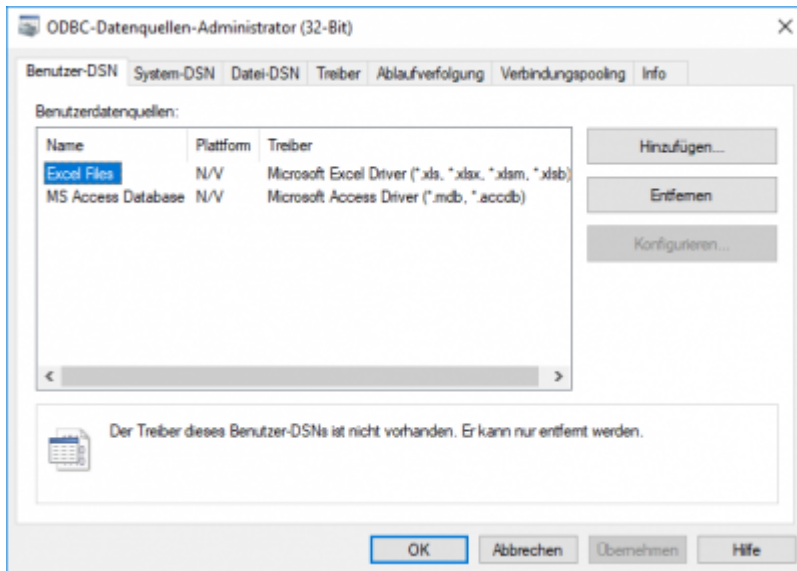 ODBC-Datenquellen-Administrator (32-Bit)
Benutzer-DSN System-DSN Datei-DSN Treiber Ablaufverfolgung Verbindungspooling Info
Benutzerdatenquellen:
Name Plattform Treiber
Excel Files N/V Microsoft Excel Driver (*.xls, *.xlsx, *.xlsm, *.xlsb)
MS Access Database N/V Microsoft Access Driver (*.mdb, *.accdb)
Hinzufügen...
Entfernen
Konfigurieren...
Der Treiber dieses Benutzer-DSNs ist nicht vorhanden. Er kann nur entfernt werden.
OK Abbrechen Übernehmen Hilfe